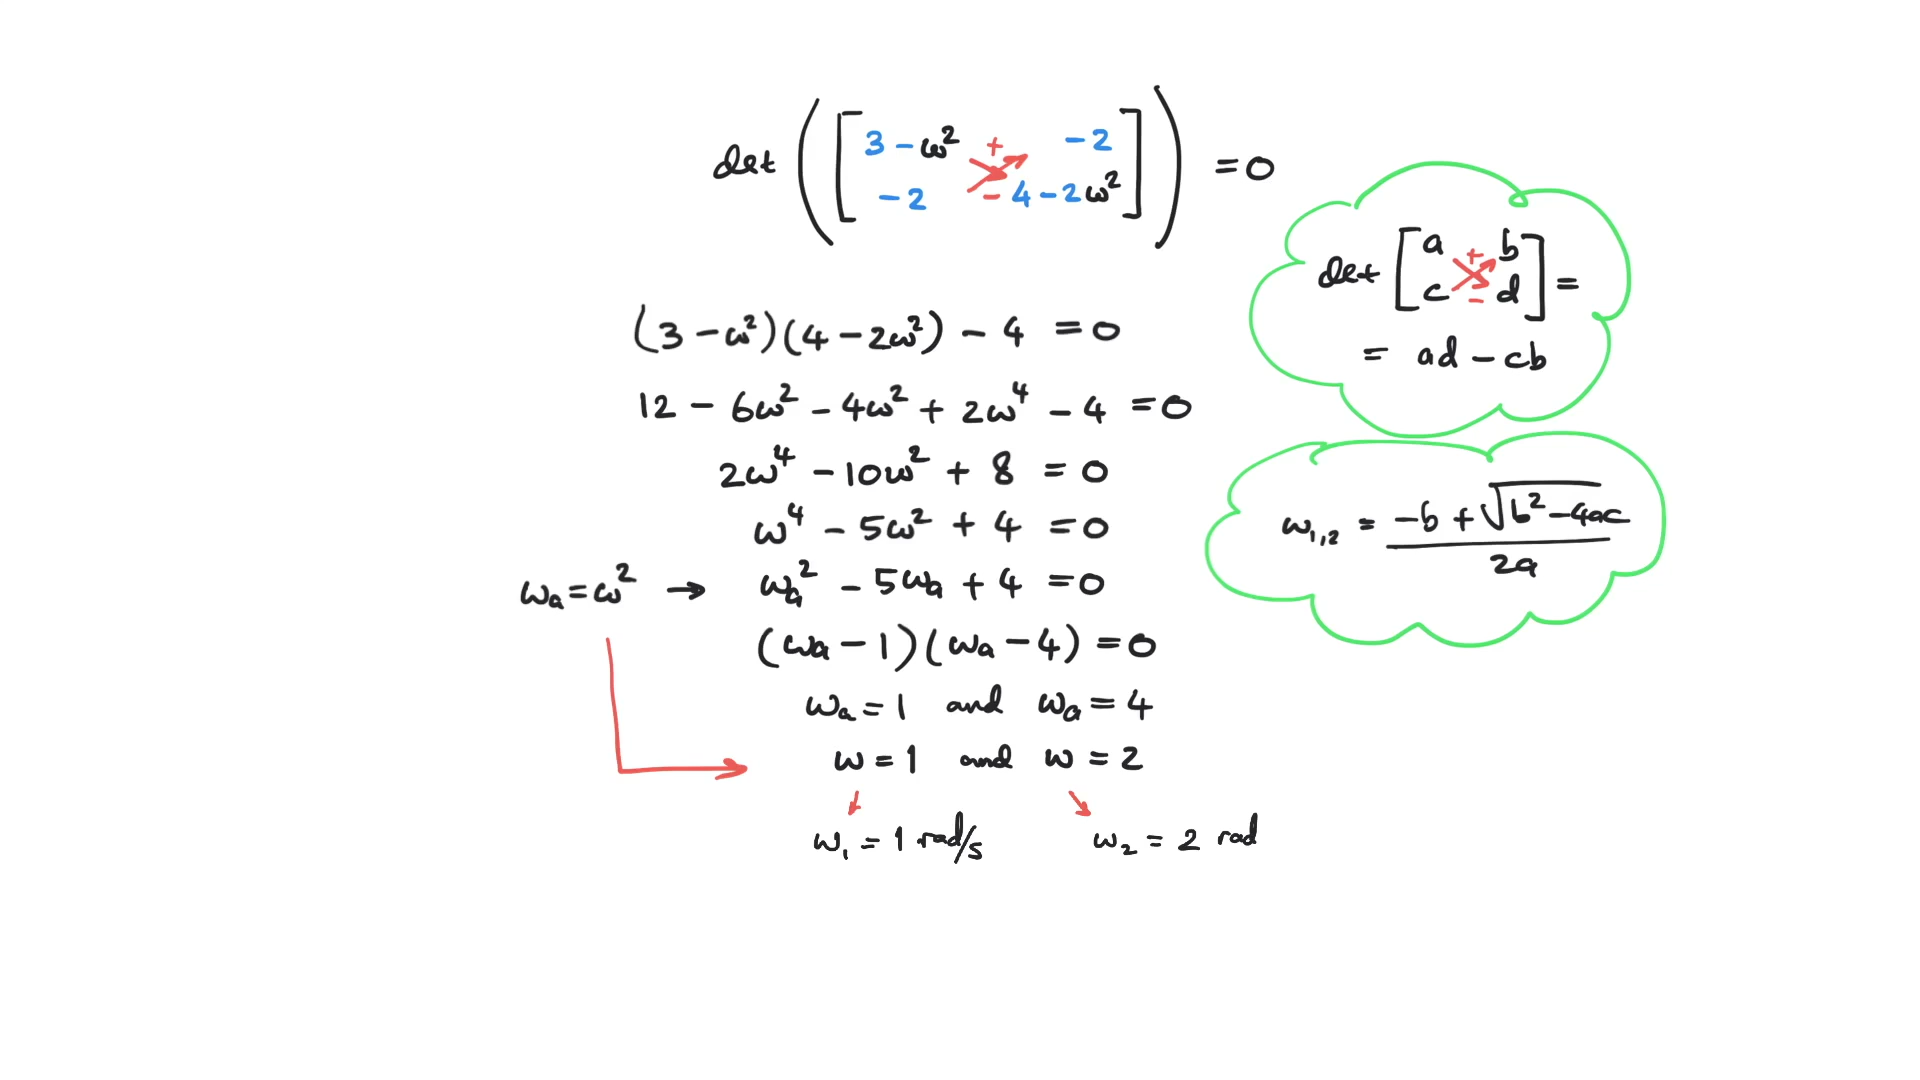 det([3 - ω² -2
-2 4 - 2ω²]) = 0
+
-
(3 - ω²)(4 - 2ω²) - 4 = 0
12 - 6ω² - 4ω² + 2ω⁴ - 4 = 0
2ω⁴ - 10ω² + 8 = 0
ω⁴ - 5ω² + 4 = 0
ωₐ = ω² → ωₐ² - 5ωₐ + 4 = 0
(ωₐ - 1)(ωₐ - 4) = 0
ωₐ = 1 and ωₐ = 4
ω = 1 and ω = 2
ω₁ = 1 rad/s ω₂ = 2 rad
det [a b
c d] =
+
-
= ad - cb
ω₁,₂ = (-b + √(b² - 4ac)) / 2a